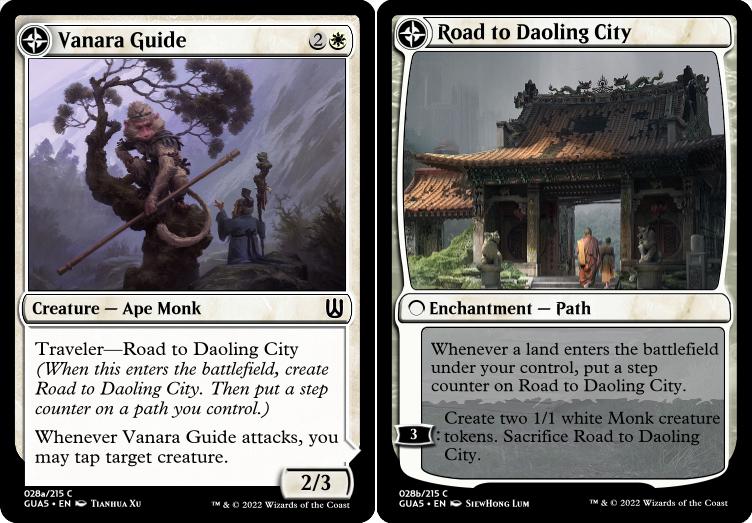 Vanara Guide
2
Creature — Ape Monk
Traveler—Road to Daoling City
(When this enters the battlefield, create
Road to Daoling City. Then put a step
counter on a path you control.)
Whenever Vanara Guide attacks, you
may tap target creature.
2/3
028a/215 C
GUA5 • EN Tianhua Xu
™ & © 2022 Wizards of the Coast
Road to Daoling City
Enchantment — Path
Whenever a land enters the battlefield
under your control, put a step
counter on Road to Daoling City.
3 : Create two 1/1 white Monk creature
tokens. Sacrifice Road to Daoling
City.
028b/215 C
GUA5 • EN SiewHong Lum
™ & © 2022 Wizards of the Coast